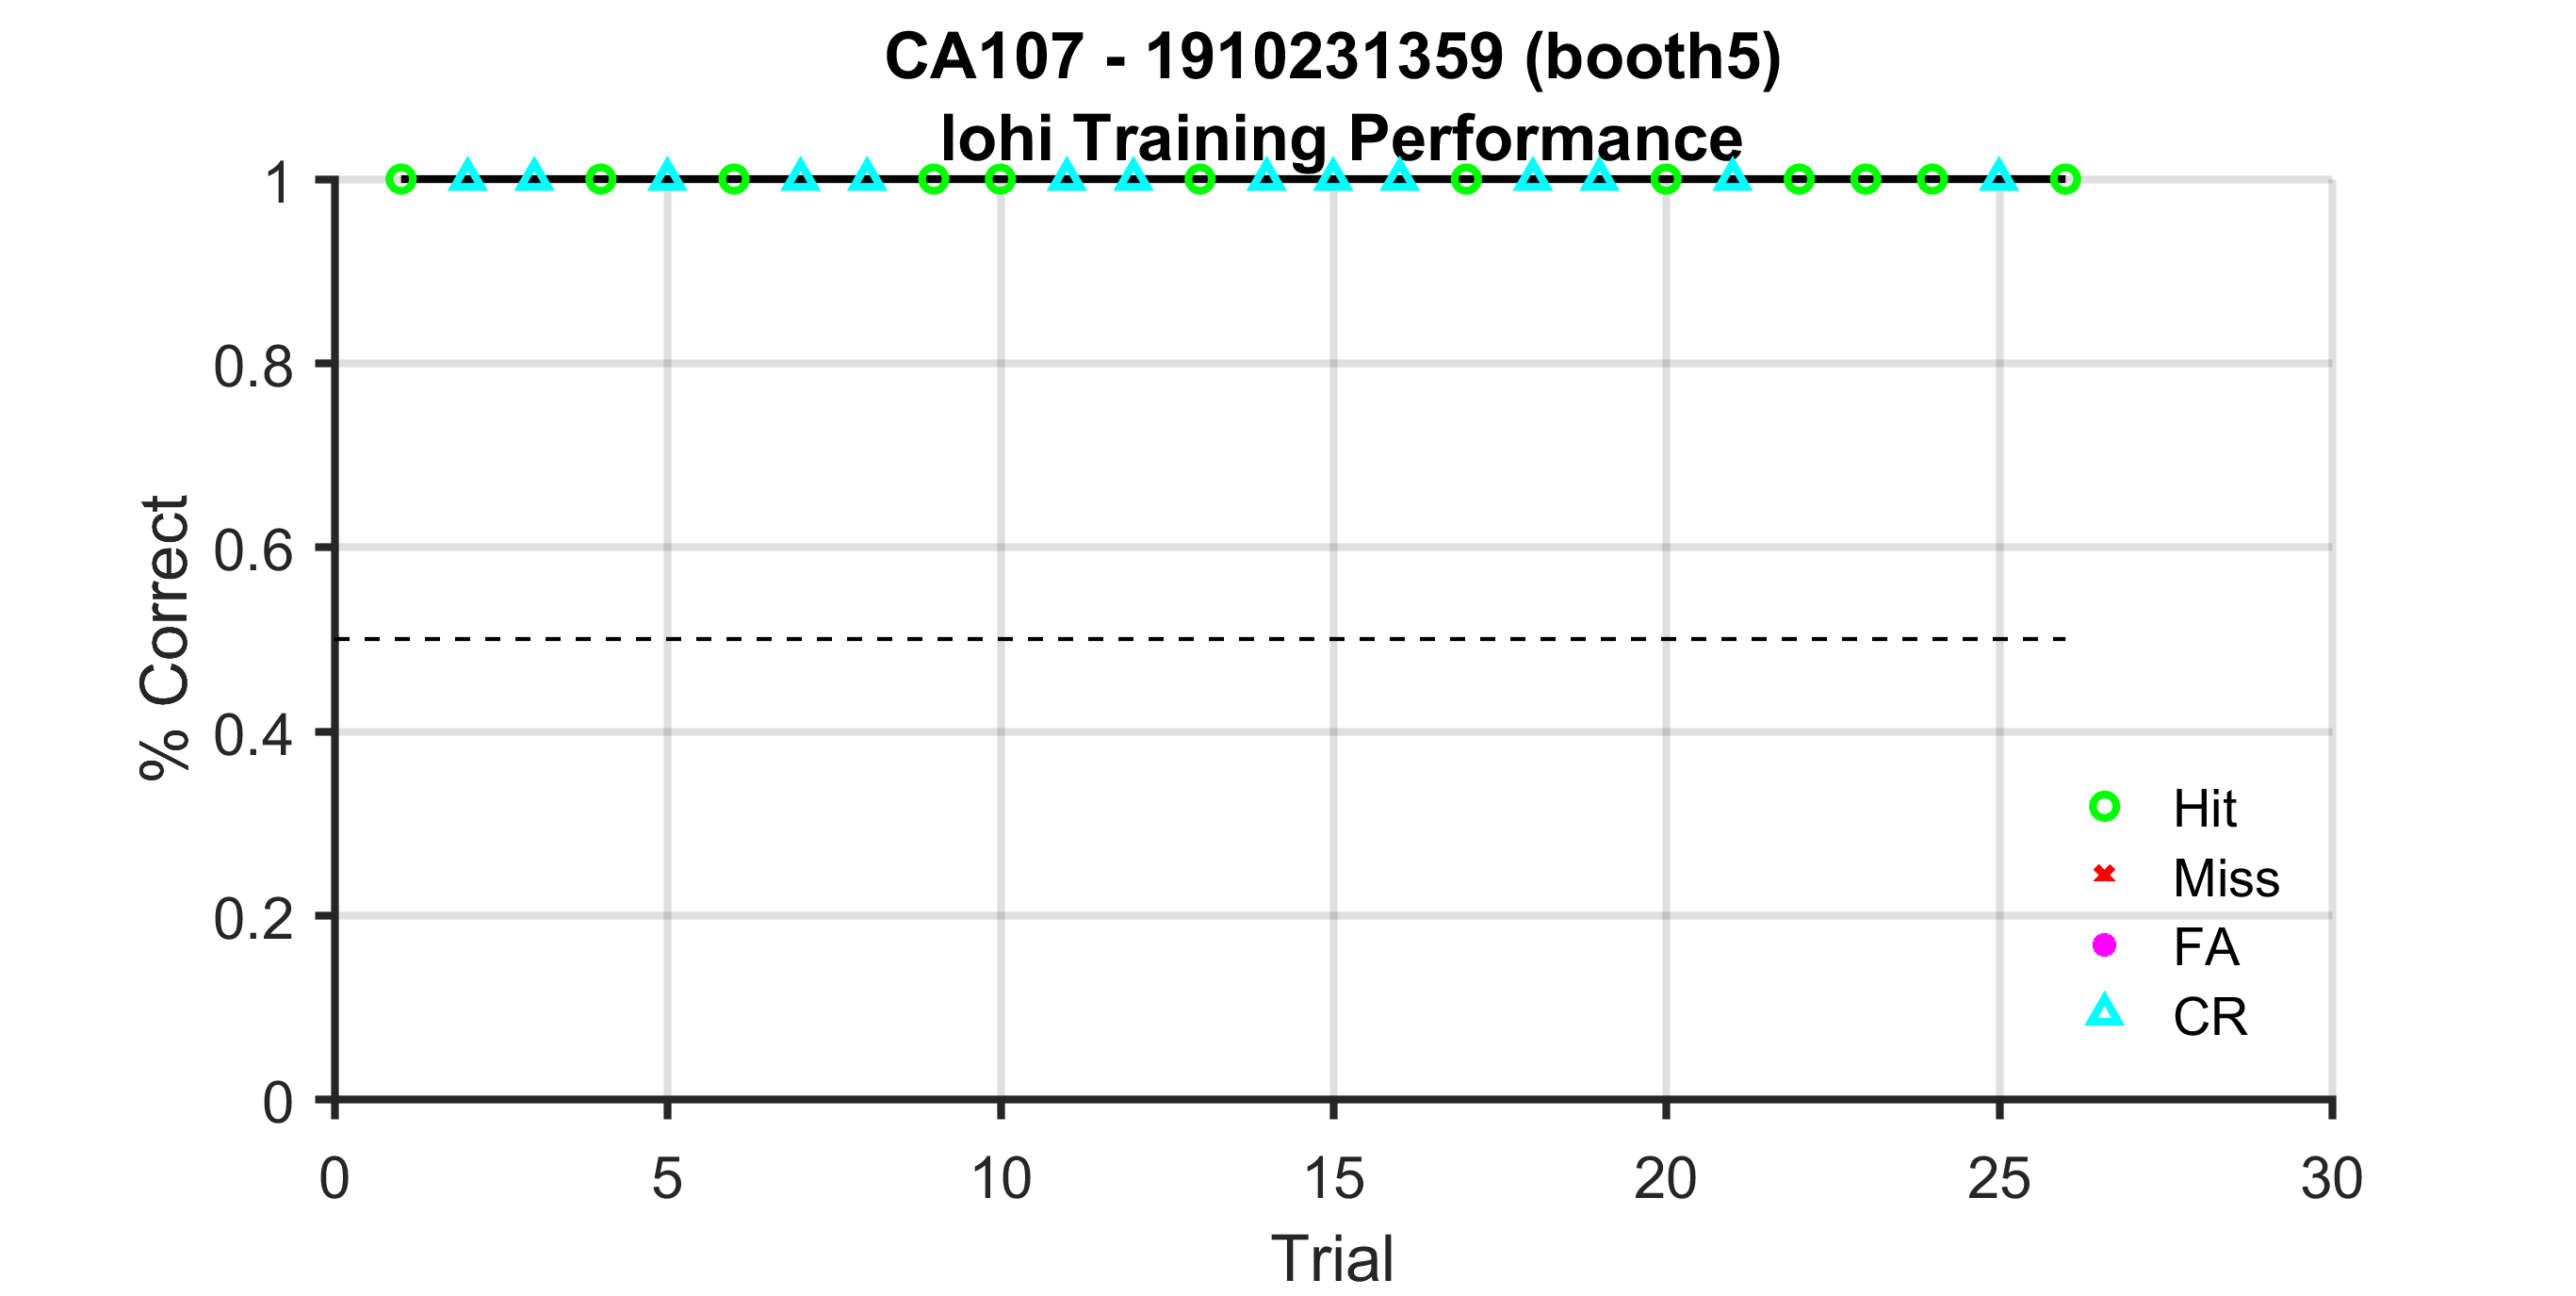 CA107 - 1910231359 (booth5)
lohi Training Performance
% Correct
1
0.8
0.6
0.4
0.2
0
0 5 10 15 20 25 30
Trial
Hit
Miss
FA
CR